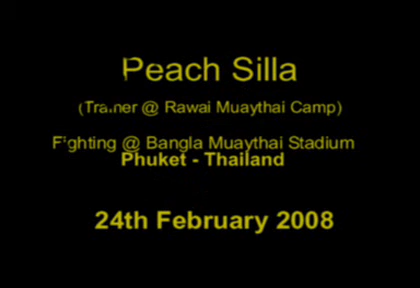 Peach Silla
(Trainer @ Rawai Muaythai Camp)
Fighting @ Bangla Muaythai Stadium
Phuket - Thailand
24th February 2008